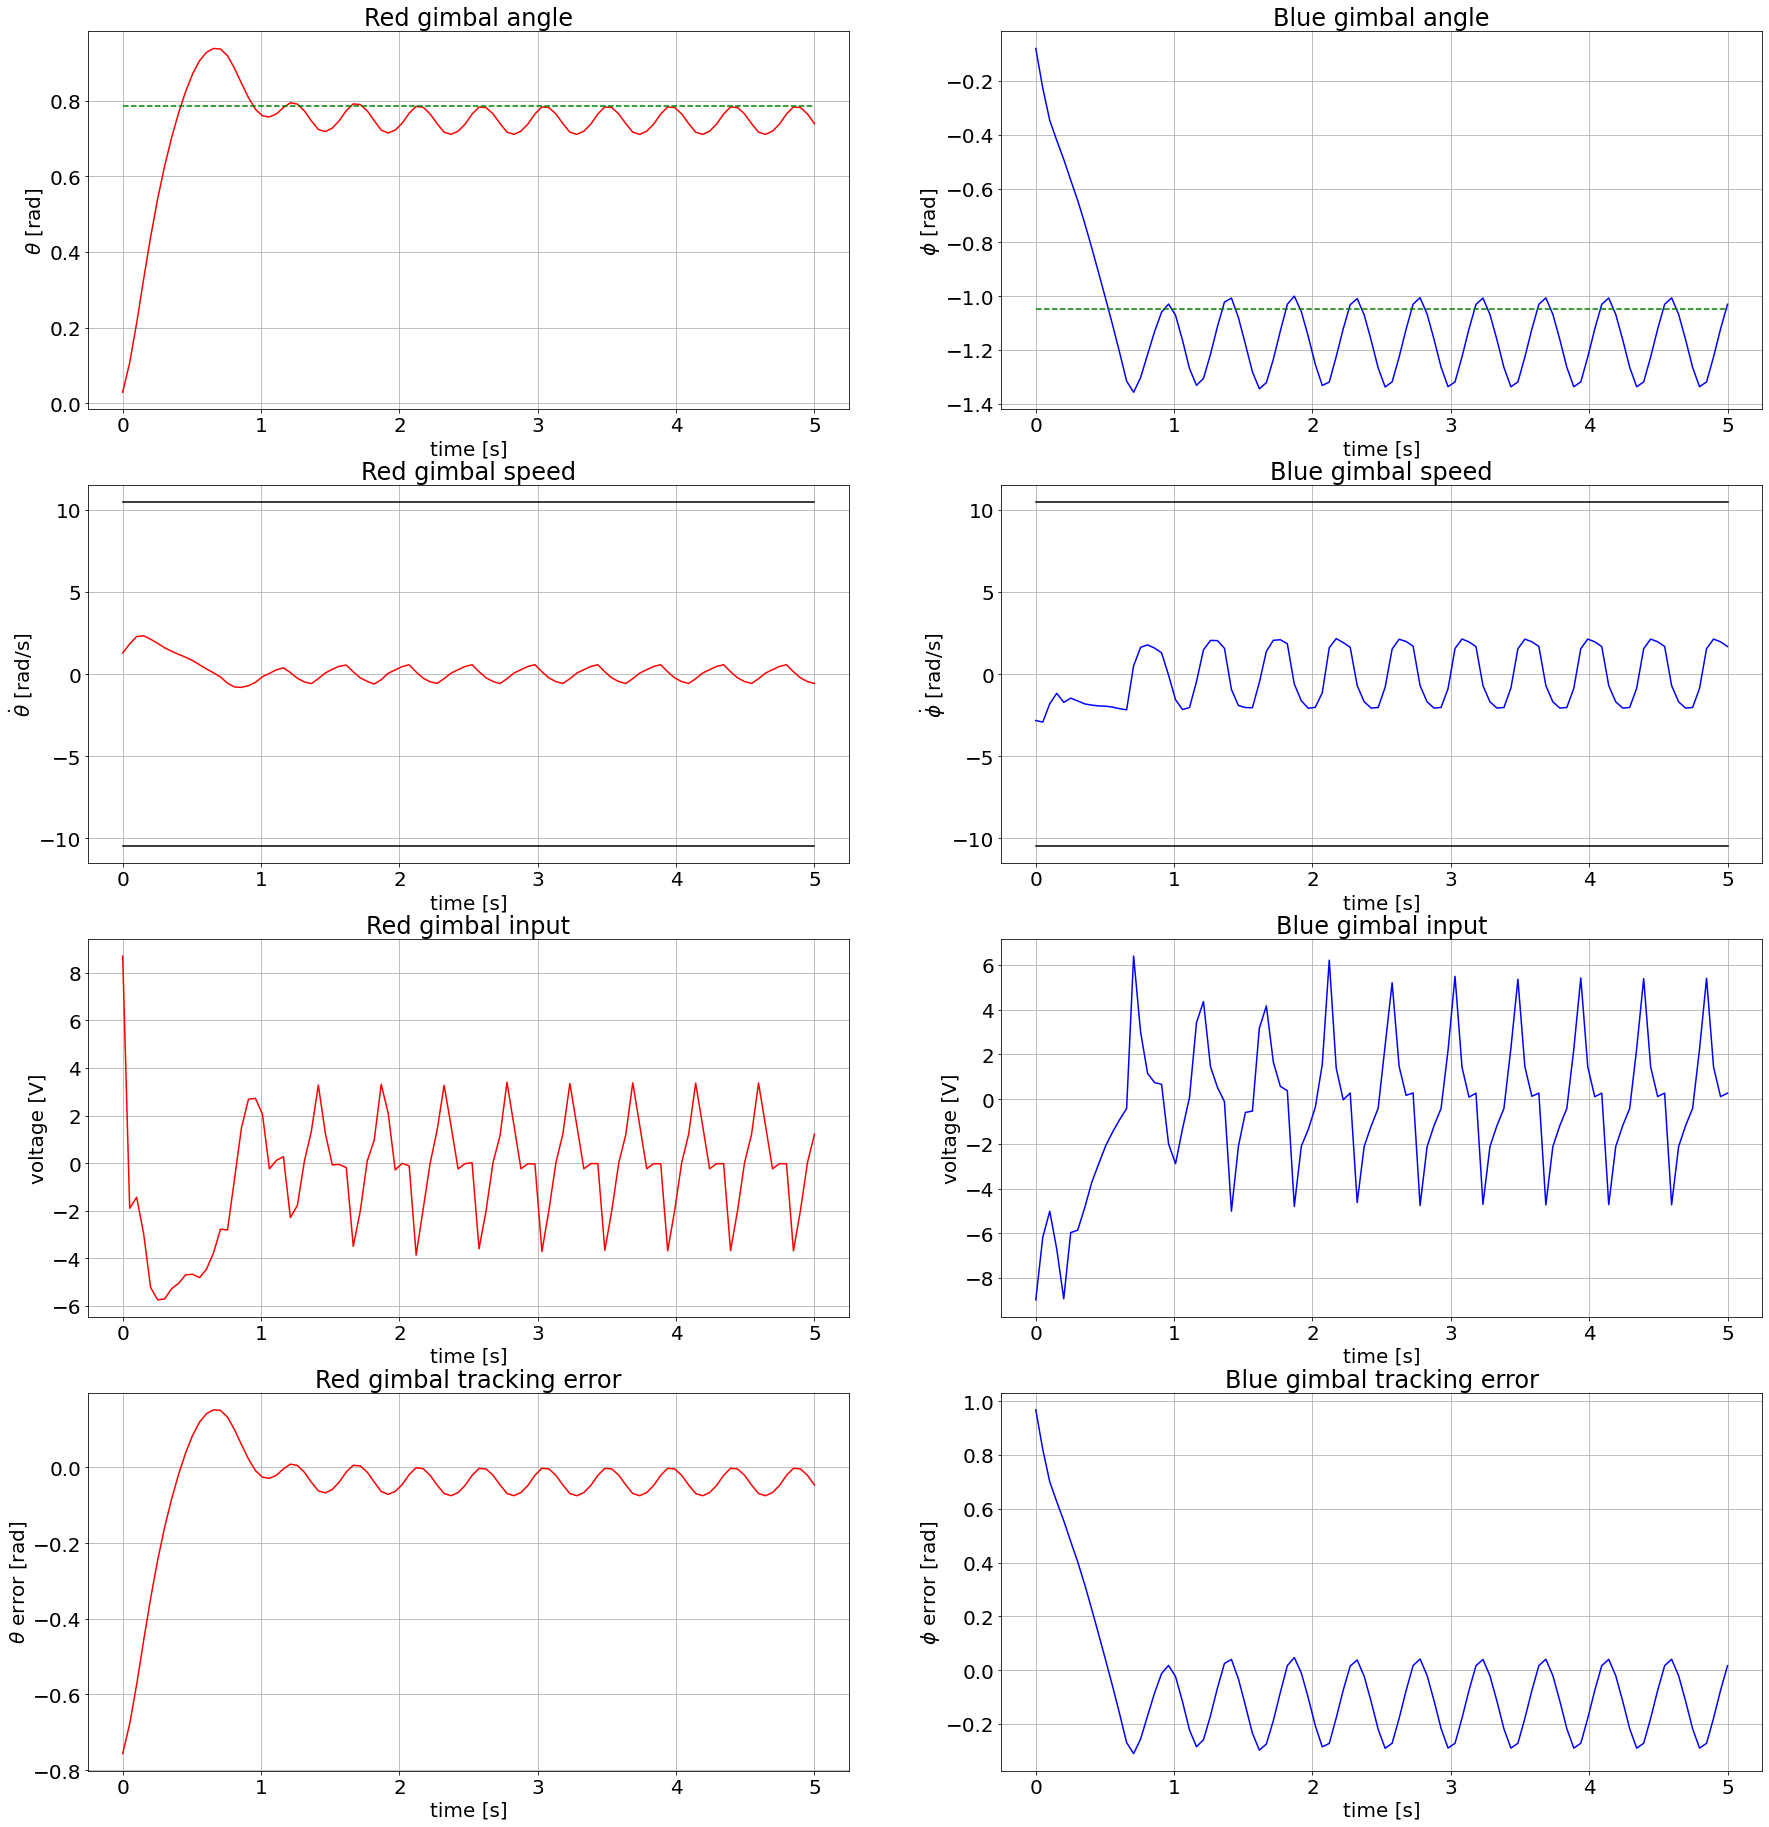 Red gimbal angle
θ [rad]
0.8
0.6
0.4
0.2
0.0
0 1 2 3 4 5
time [s]
Blue gimbal angle
ϕ [rad]
−0.2
−0.4
−0.6
−0.8
−1.0
−1.2
−1.4
0 1 2 3 4 5
time [s]
Red gimbal speed
θ̇ [rad/s]
10
5
0
−5
−10
0 1 2 3 4 5
time [s]
Blue gimbal speed
ϕ̇ [rad/s]
10
5
0
−5
−10
0 1 2 3 4 5
time [s]
Red gimbal input
voltage [V]
8
6
4
2
0
−2
−4
−6
0 1 2 3 4 5
time [s]
Blue gimbal input
voltage [V]
6
4
2
0
−2
−4
−6
−8
0 1 2 3 4 5
time [s]
Red gimbal tracking error
θ error [rad]
0.0
−0.2
−0.4
−0.6
−0.8
0 1 2 3 4 5
time [s]
Blue gimbal tracking error
ϕ error [rad]
1.0
0.8
0.6
0.4
0.2
0.0
−0.2
0 1 2 3 4 5
time [s]